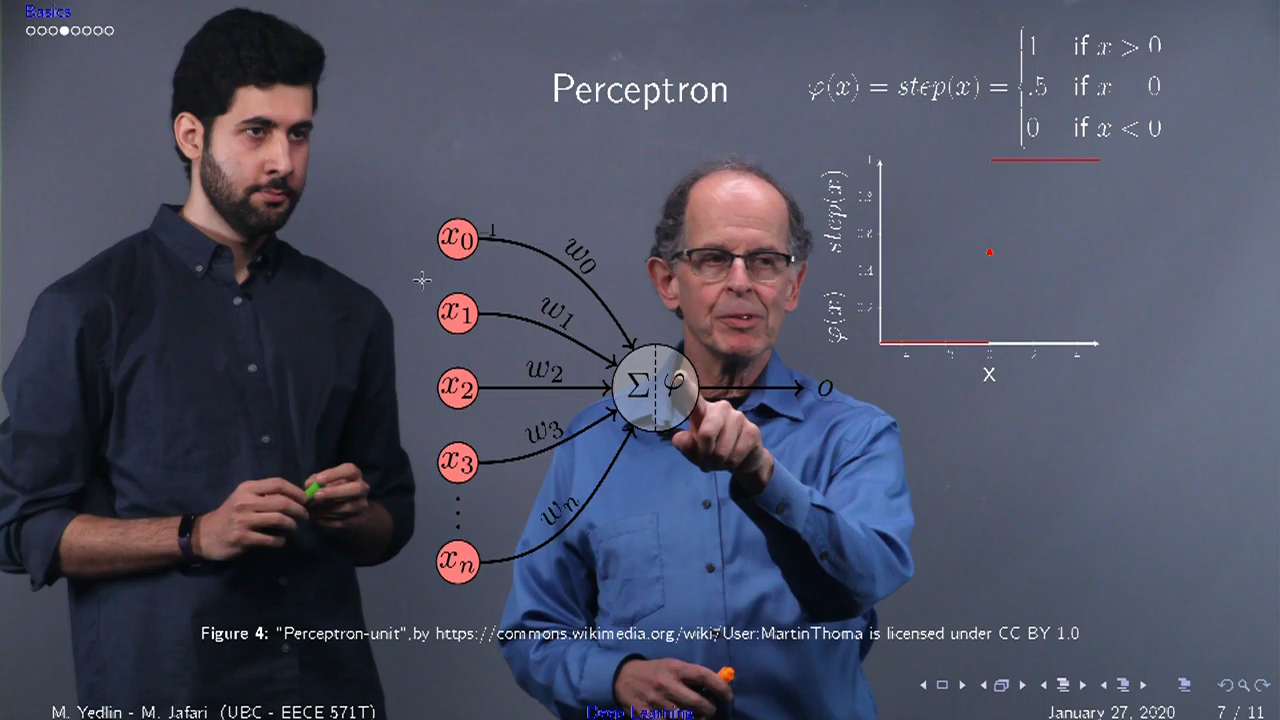 Basics
Perceptron
φ(x) = step(x) =
1 if x > 0
.5 if x 0
0 if x < 0
step(x)
φ(x)
X
x0 -1 w0
x1 w1
x2 w2
Σ φ o
x3 w3
xn wn
Figure 4: "Perceptron-unit",by https://commons.wikimedia.org/wiki/User:MartinThoma is licensed under CC BY 1.0
M. Yedlin - M. Jafari (UBC - EECE 571T) Deep Learning January 27, 2020 7 / 11